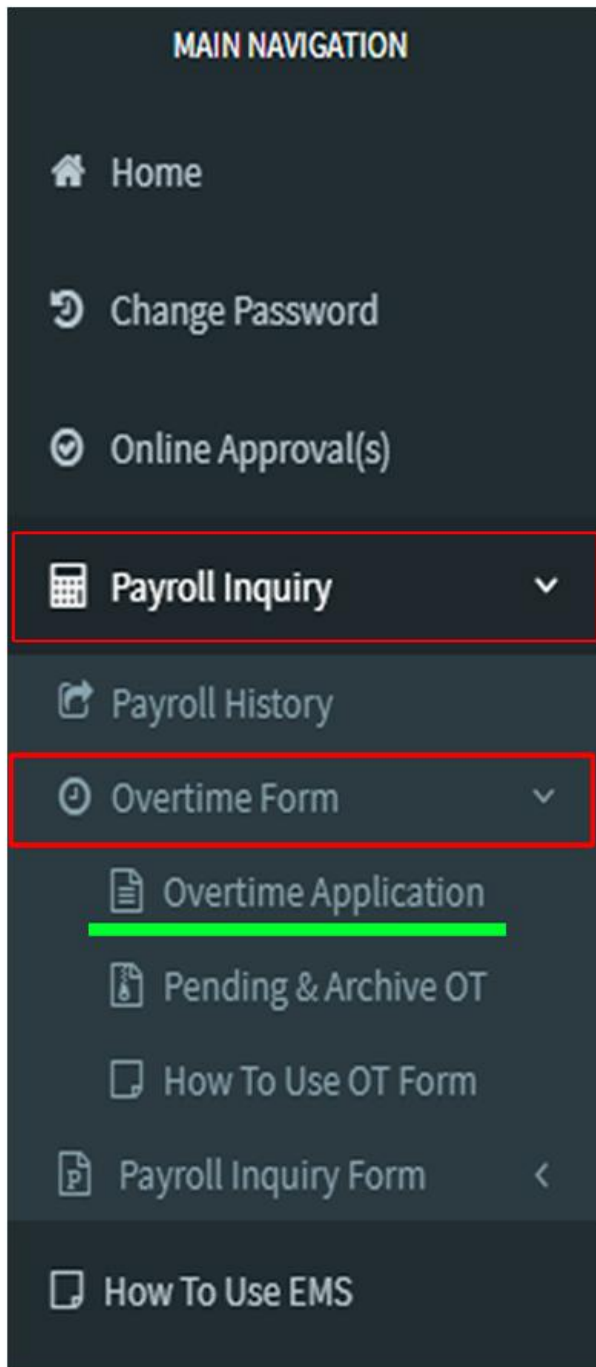 MAIN NAVIGATION
Home
Change Password
Online Approval(s)
Payroll Inquiry
Payroll History
Overtime Form
Overtime Application
Pending & Archive OT
How To Use OT Form
Payroll Inquiry Form
How To Use EMS